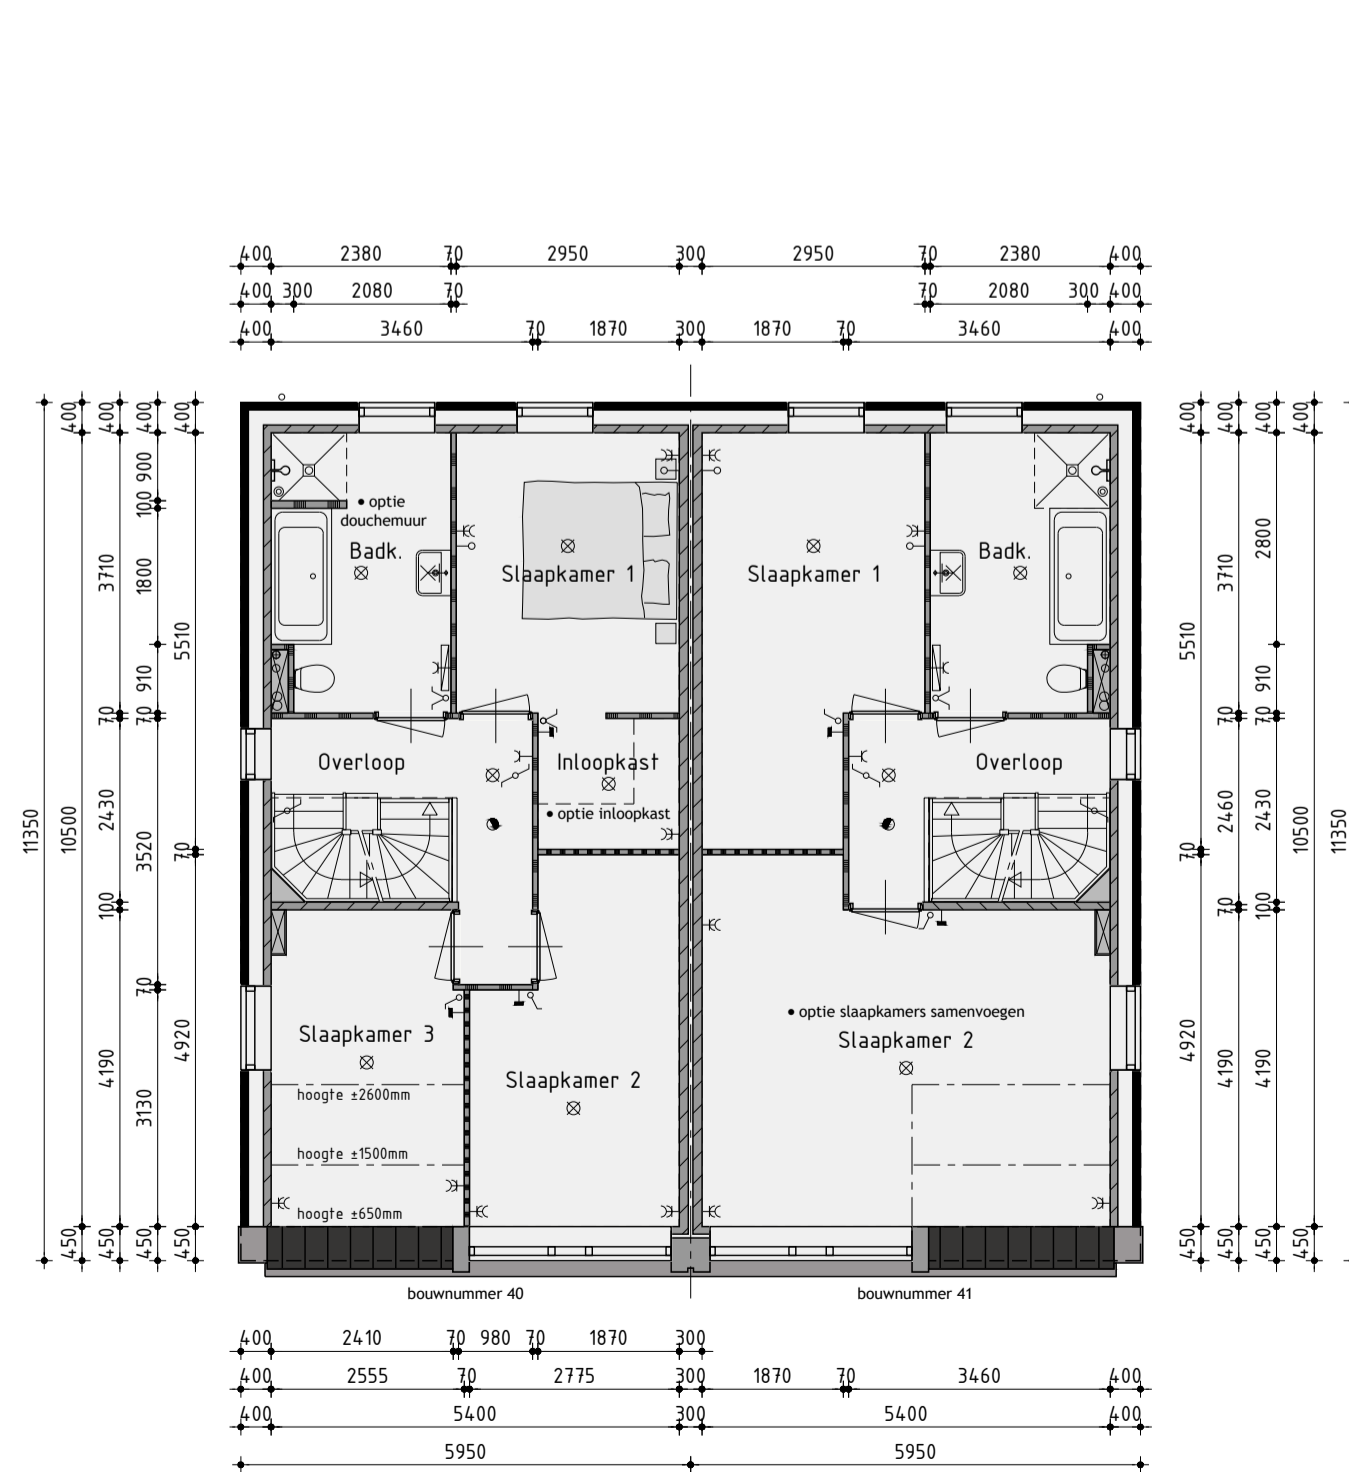 400 2380 70 2950 300 2950 70 2380 400
400 300 2080 70 70 2080 300 400
400 3460 70 1870 300 1870 70 3460 400
11350
400 10500 450
400 3710 70 2430 100 4190 450
400 900 100 1800 910 70 3520 70 3130 450
400 5510 70 4920 450
• optie
douchemuur
Badk.
Slaapkamer 1
Slaapkamer 1
Badk.
Overloop
Inloopkast
• optie inloopkast
Overloop
Slaapkamer 3
hoogte ±2600mm
hoogte ±1500mm
hoogte ±650mm
Slaapkamer 2
• optie slaapkamers samenvoegen
Slaapkamer 2
400 5510 70 4920 450
400 3710 70 2460 70 4190 450
400 2800 910 70 2430 100 4190 450
400 10500 450
11350
bouwnummer 40
bouwnummer 41
400 2410 70 980 70 1870 300
400 2555 70 2775 300 1870 70 3460 400
400 5400 300 5400 400
5950 5950